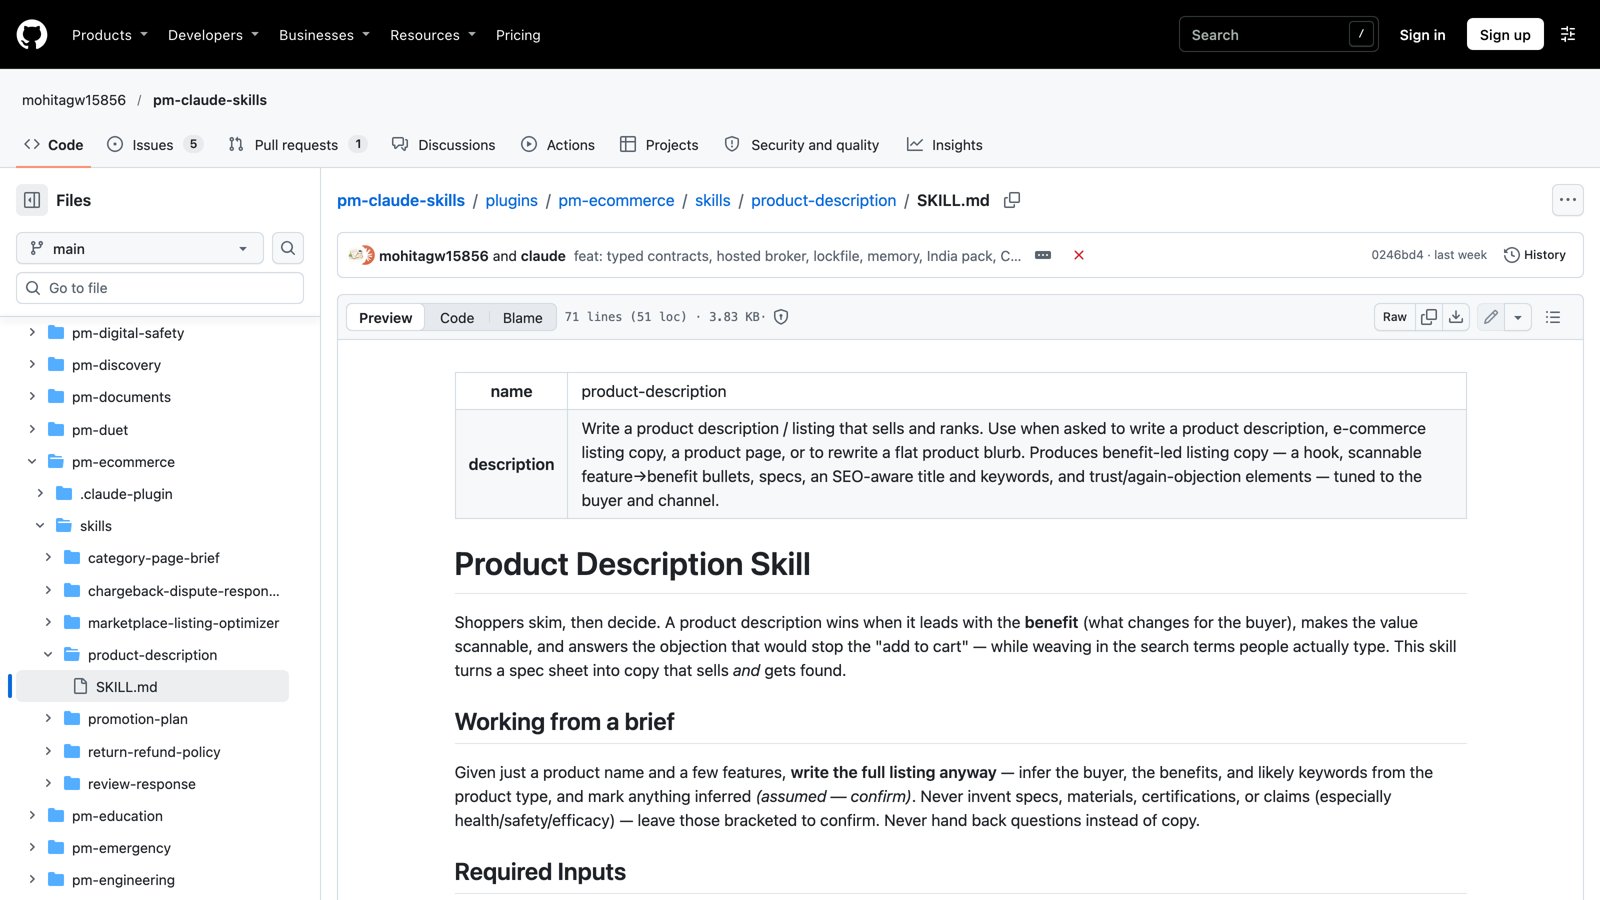 Products Developers Businesses Resources Pricing Search / Sign in Sign up
mohitagw15856 / pm-claude-skills
Code Issues 5 Pull requests 1 Discussions Actions Projects Security and quality Insights
Files
main
Go to file
pm-digital-safety
pm-discovery
pm-documents
pm-duet
pm-ecommerce
.claude-plugin
skills
category-page-brief
chargeback-dispute-respon...
marketplace-listing-optimizer
product-description
SKILL.md
promotion-plan
return-refund-policy
review-response
pm-education
pm-emergency
pm-engineering
pm-claude-skills / plugins / pm-ecommerce / skills / product-description / SKILL.md
mohitagw15856 and claude feat: typed contracts, hosted broker, lockfile, memory, India pack, C... 0246bd4 · last week History
Preview Code Blame 71 lines (51 loc) · 3.83 KB · Raw
name product-description
description
Write a product description / listing that sells and ranks. Use when asked to write a product description, e-commerce
listing copy, a product page, or to rewrite a flat product blurb. Produces benefit-led listing copy — a hook, scannable
feature→benefit bullets, specs, an SEO-aware title and keywords, and trust/again-objection elements — tuned to the
buyer and channel.
Product Description Skill
Shoppers skim, then decide. A product description wins when it leads with the benefit (what changes for the buyer), makes the value
scannable, and answers the objection that would stop the "add to cart" — while weaving in the search terms people actually type. This skill
turns a spec sheet into copy that sells and gets found.
Working from a brief
Given just a product name and a few features, write the full listing anyway — infer the buyer, the benefits, and likely keywords from the
product type, and mark anything inferred (assumed — confirm). Never invent specs, materials, certifications, or claims (especially
health/safety/efficacy) — leave those bracketed to confirm. Never hand back questions instead of copy.
Required Inputs